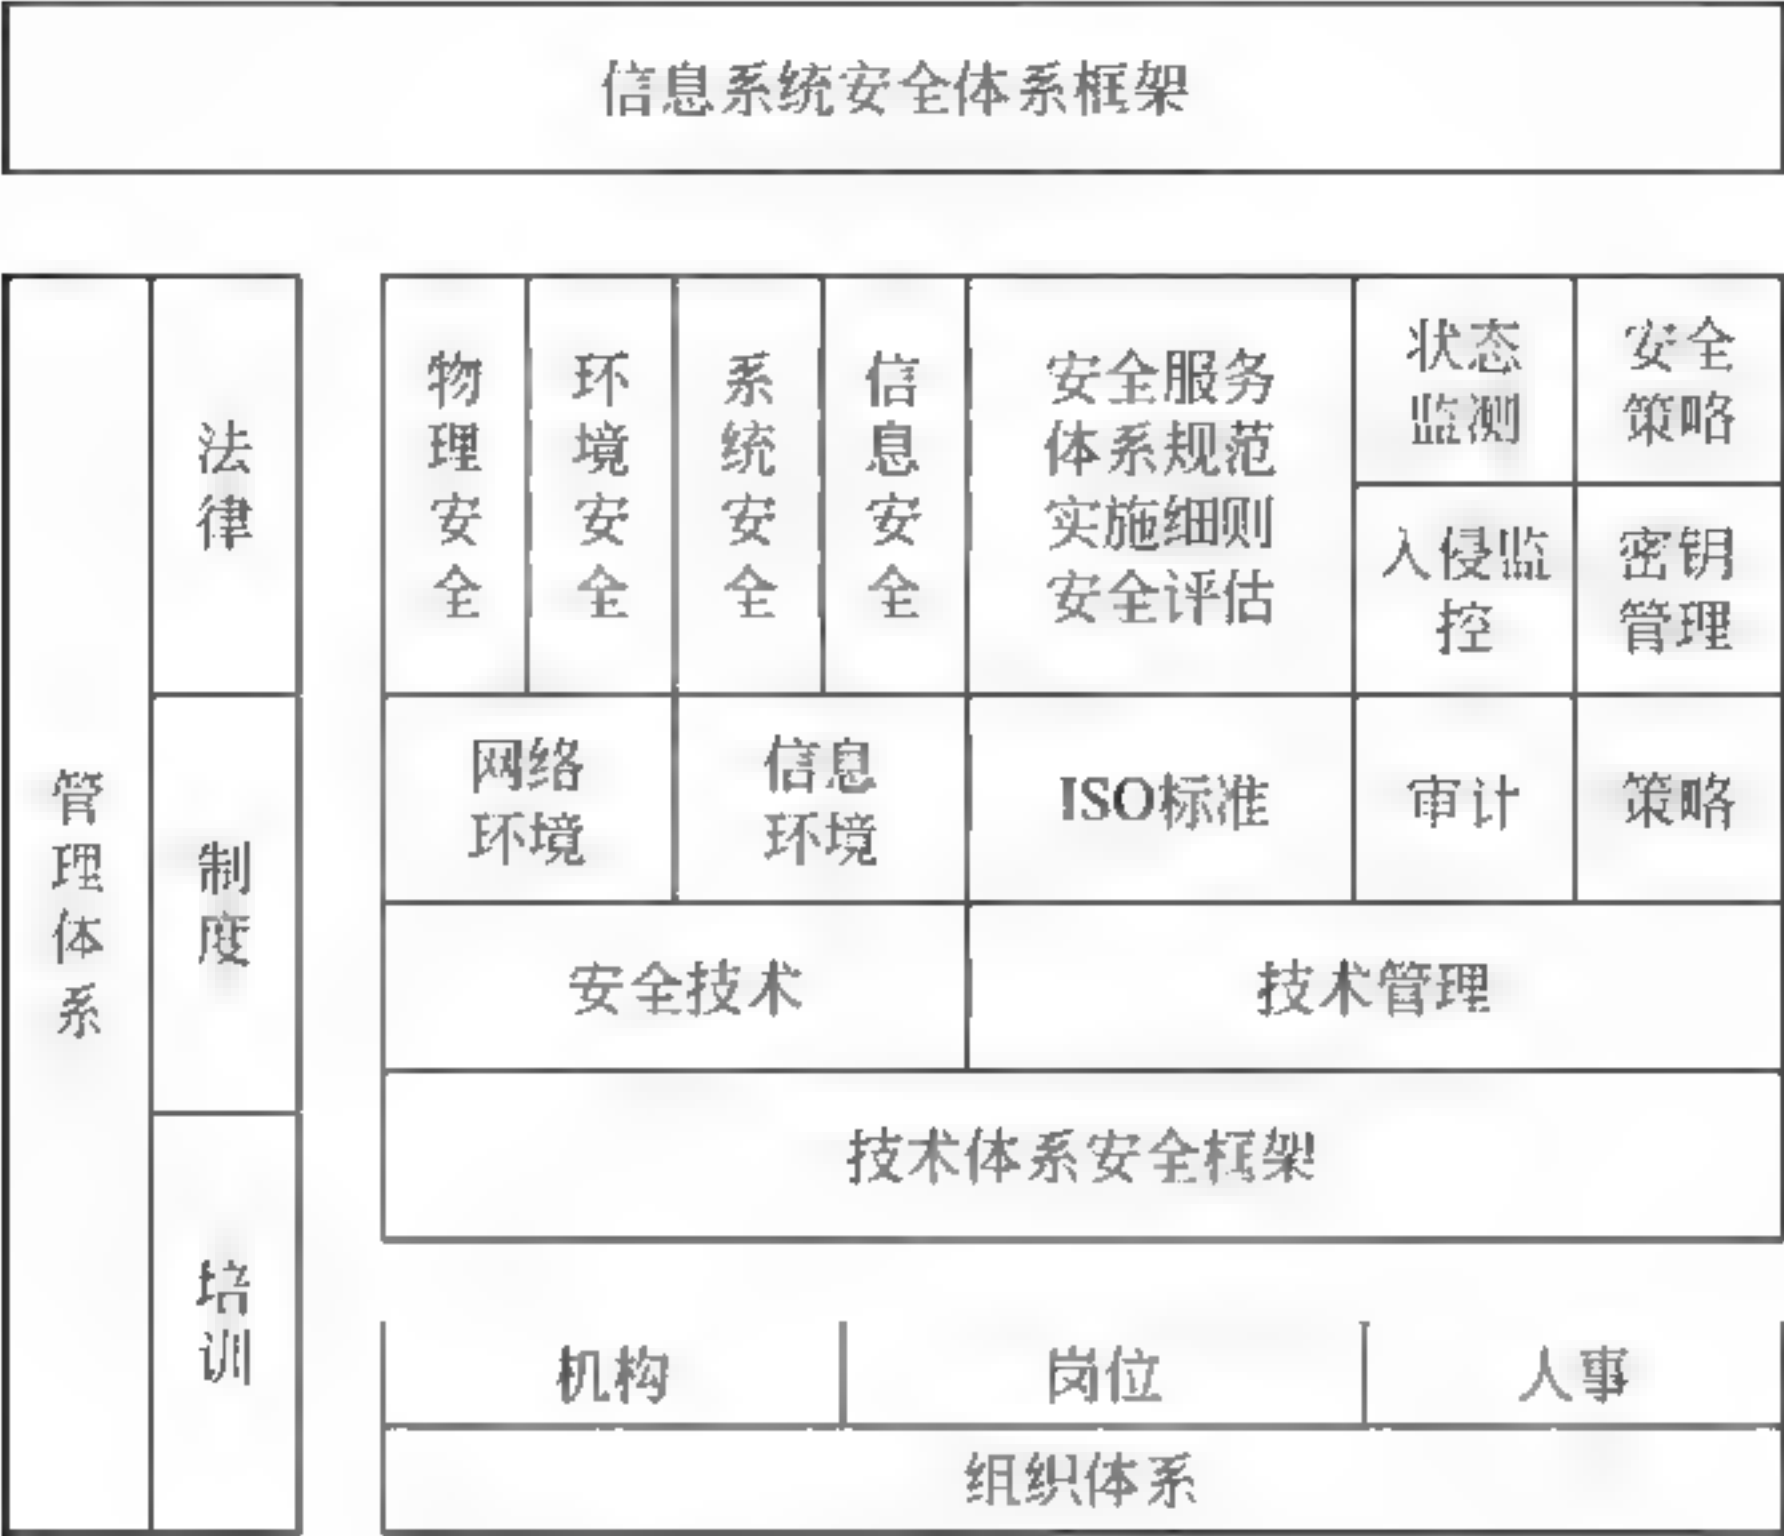 信息系统安全体系框架
管理体系
法律
制度
培训
物理安全
环境安全
系统安全
信息安全
安全服务
体系规范
实施细则
安全评估
状态
监测
安全
策略
入侵监
控
密钥
管理
网络
环境
信息
环境
ISO标准
审计
策略
安全技术
技术管理
技术体系安全框架
机构
岗位
人事
组织体系